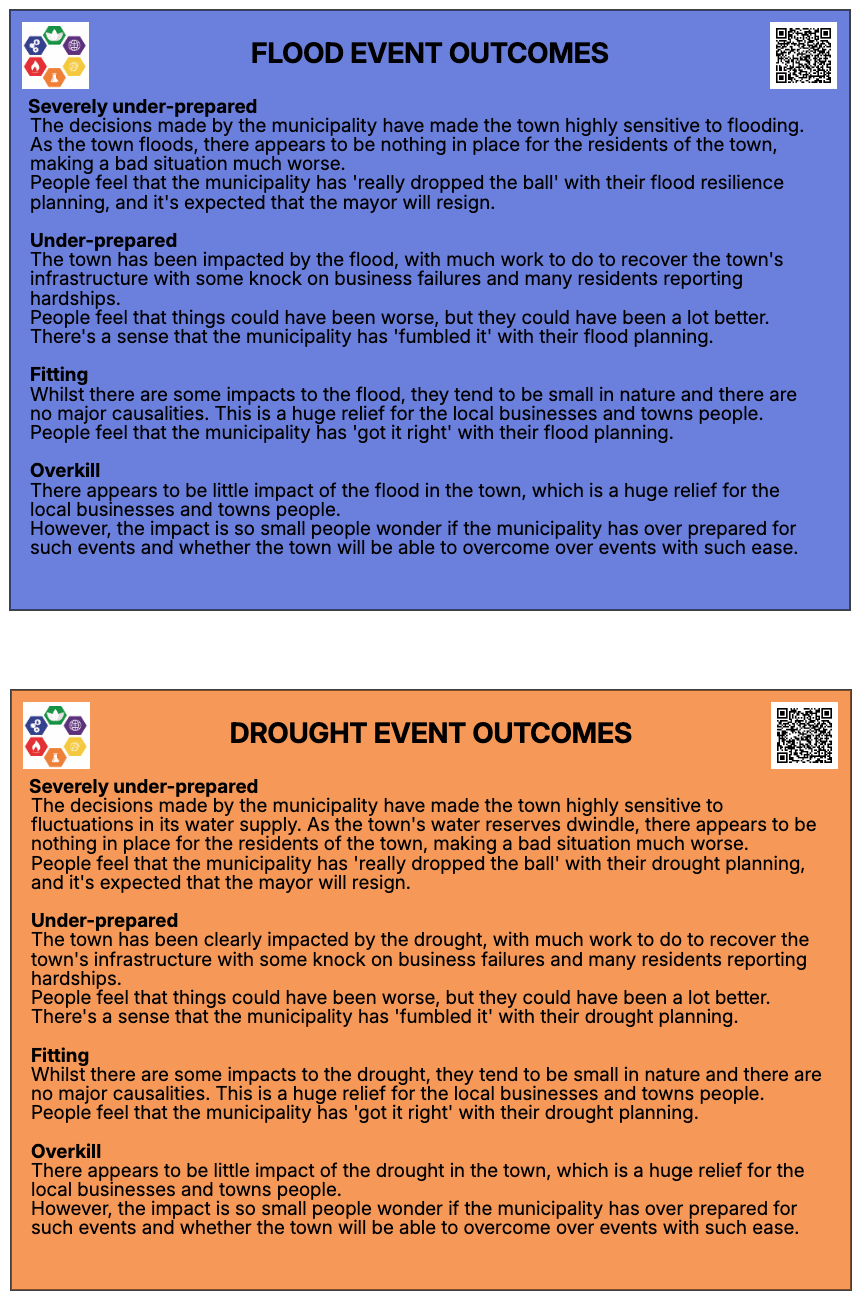 FLOOD EVENT OUTCOMES
Severely under-prepared
The decisions made by the municipality have made the town highly sensitive to flooding.
As the town floods, there appears to be nothing in place for the residents of the town,
making a bad situation much worse.
People feel that the municipality has 'really dropped the ball' with their flood resilience
planning, and it's expected that the mayor will resign.
Under-prepared
The town has been impacted by the flood, with much work to do to recover the town's
infrastructure with some knock on business failures and many residents reporting
hardships.
People feel that things could have been worse, but they could have been a lot better.
There's a sense that the municipality has 'fumbled it' with their flood planning.
Fitting
Whilst there are some impacts to the flood, they tend to be small in nature and there are
no major causalities. This is a huge relief for the local businesses and towns people.
People feel that the municipality has 'got it right' with their flood planning.
Overkill
There appears to be little impact of the flood in the town, which is a huge relief for the
local businesses and towns people.
However, the impact is so small people wonder if the municipality has over prepared for
such events and whether the town will be able to overcome over events with such ease.
DROUGHT EVENT OUTCOMES
Severely under-prepared
The decisions made by the municipality have made the town highly sensitive to
fluctuations in its water supply. As the town's water reserves dwindle, there appears to be
nothing in place for the residents of the town, making a bad situation much worse.
People feel that the municipality has 'really dropped the ball' with their drought planning,
and it's expected that the mayor will resign.
Under-prepared
The town has been clearly impacted by the drought, with much work to do to recover the
town's infrastructure with some knock on business failures and many residents reporting
hardships.
People feel that things could have been worse, but they could have been a lot better.
There's a sense that the municipality has 'fumbled it' with their drought planning.
Fitting
Whilst there are some impacts to the drought, they tend to be small in nature and there are
no major causalities. This is a huge relief for the local businesses and towns people.
People feel that the municipality has 'got it right' with their drought planning.
Overkill
There appears to be little impact of the drought in the town, which is a huge relief for the
local businesses and towns people.
However, the impact is so small people wonder if the municipality has over prepared for
such events and whether the town will be able to overcome over events with such ease.